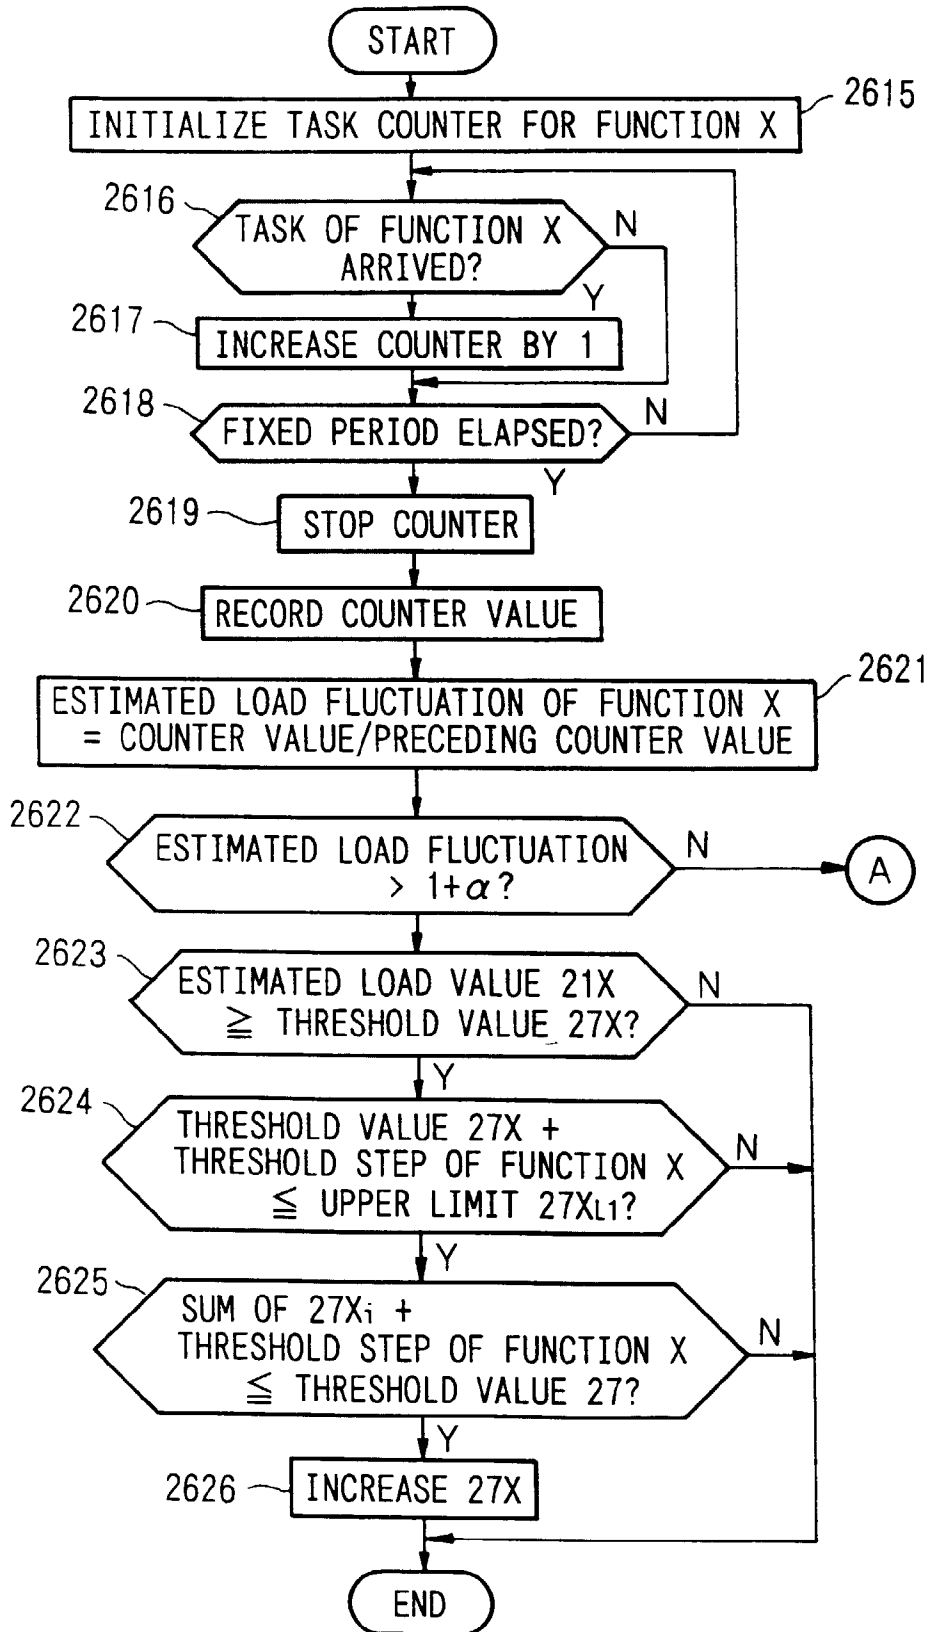 START
2615
INITIALIZE TASK COUNTER FOR FUNCTION X
2616
TASK OF FUNCTION X
ARRIVED?
N
Y
2617
INCREASE COUNTER BY 1
2618
FIXED PERIOD ELAPSED?
N
Y
2619
STOP COUNTER
2620
RECORD COUNTER VALUE
2621
ESTIMATED LOAD FLUCTUATION OF FUNCTION X
= COUNTER VALUE/PRECEDING COUNTER VALUE
2622
ESTIMATED LOAD FLUCTUATION
> 1+α?
N
A
2623
ESTIMATED LOAD VALUE 21X
≧ THRESHOLD VALUE 27X?
N
Y
2624
THRESHOLD VALUE 27X +
THRESHOLD STEP OF FUNCTION X
≦ UPPER LIMIT 27XL1?
N
Y
2625
SUM OF 27Xi +
THRESHOLD STEP OF FUNCTION X
≦ THRESHOLD VALUE 27?
N
Y
2626
INCREASE 27X
END